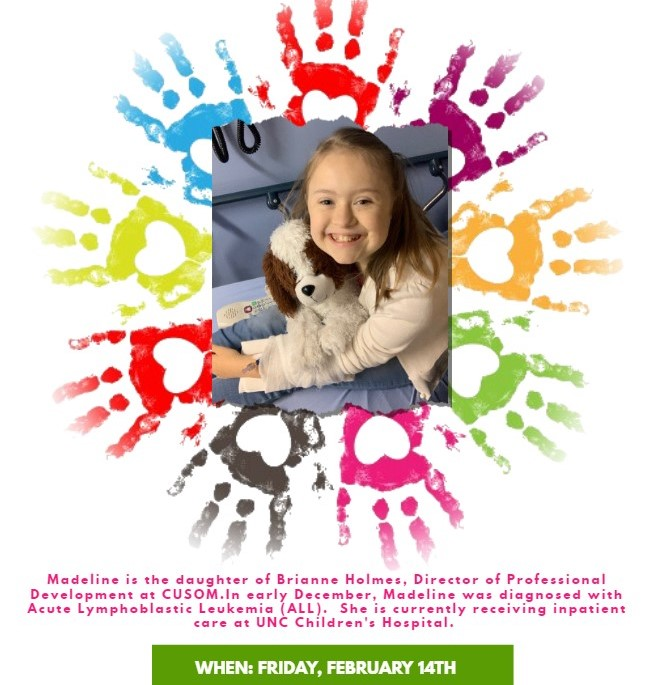 Madeline is the daughter of Brianne Holmes, Director of Professional
Development at CUSOM.In early December, Madeline was diagnosed with
Acute Lymphoblastic Leukemia (ALL). She is currently receiving inpatient
care at UNC Children's Hospital.
WHEN: FRIDAY, FEBRUARY 14TH